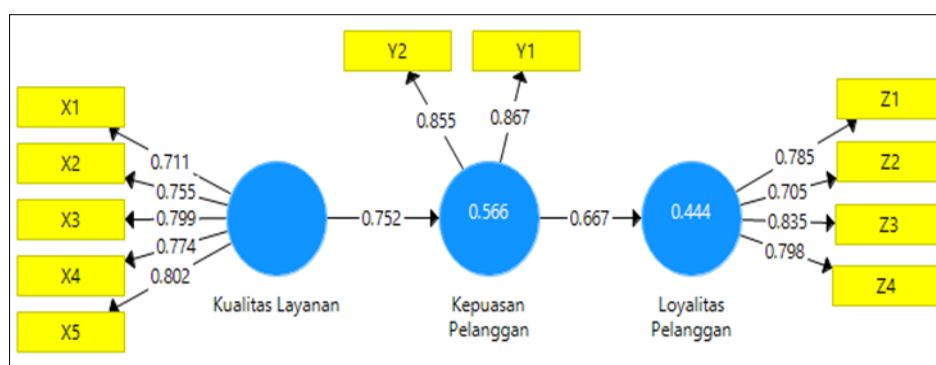 Y2
Y1
X1
X2
X3
X4
X5
0.711
0.755
0.799
0.774
0.802
0.855
0.867
0.752
0.566
0.667
0.444
0.785
0.705
0.835
0.798
Z1
Z2
Z3
Z4
Kualitas Layanan
Kepuasan
Pelanggan
Loyalitas
Pelanggan